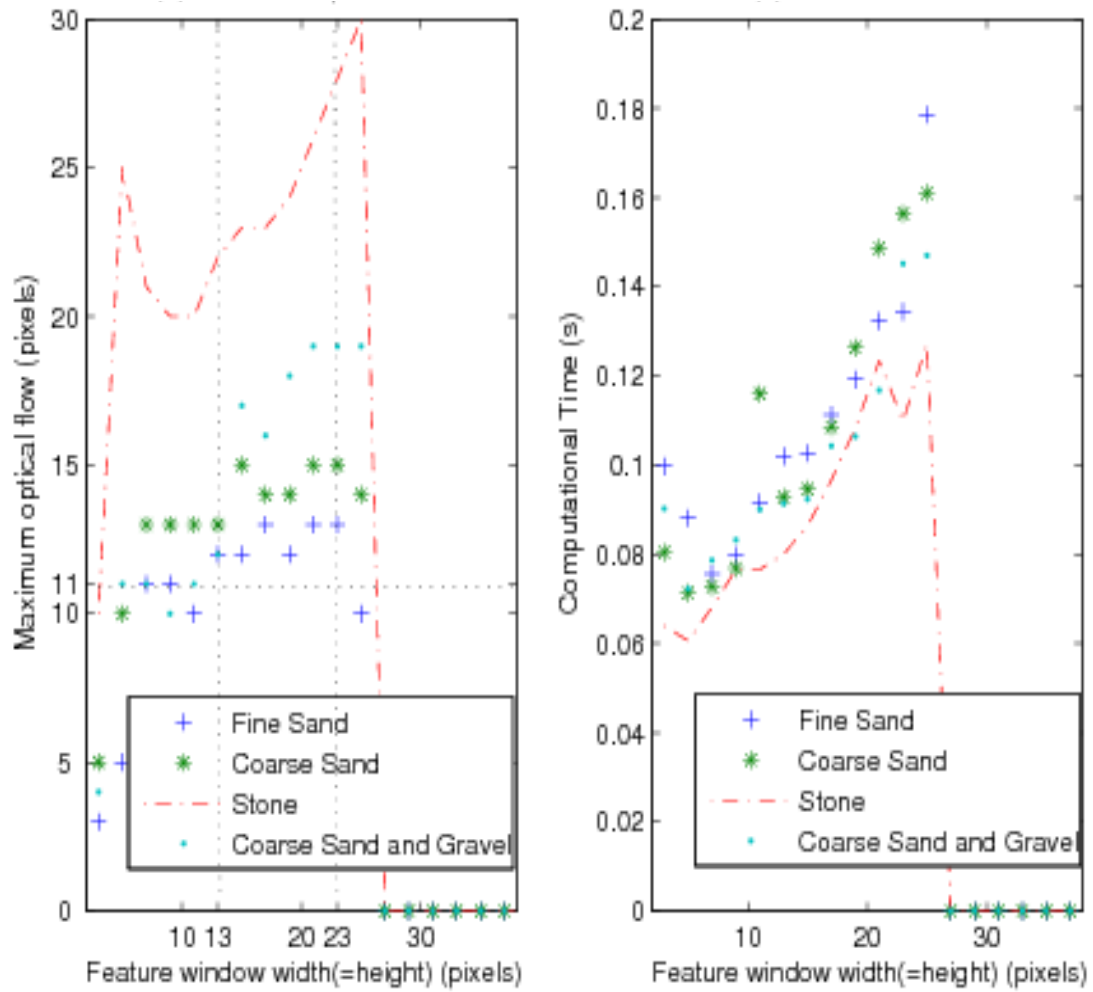 30
25
20
15
11
10
5
0
Maximum optical flow (pixels)
Fine Sand
Coarse Sand
Stone
Coarse Sand and Gravel
10 13 20 23 30
Feature window width(=height) (pixels)
0.2
0.18
0.16
0.14
0.12
0.1
0.08
0.06
0.04
0.02
0
Computational Time (s)
Fine Sand
Coarse Sand
Stone
Coarse Sand and Gravel
10 20 30
Feature window width(=height) (pixels)